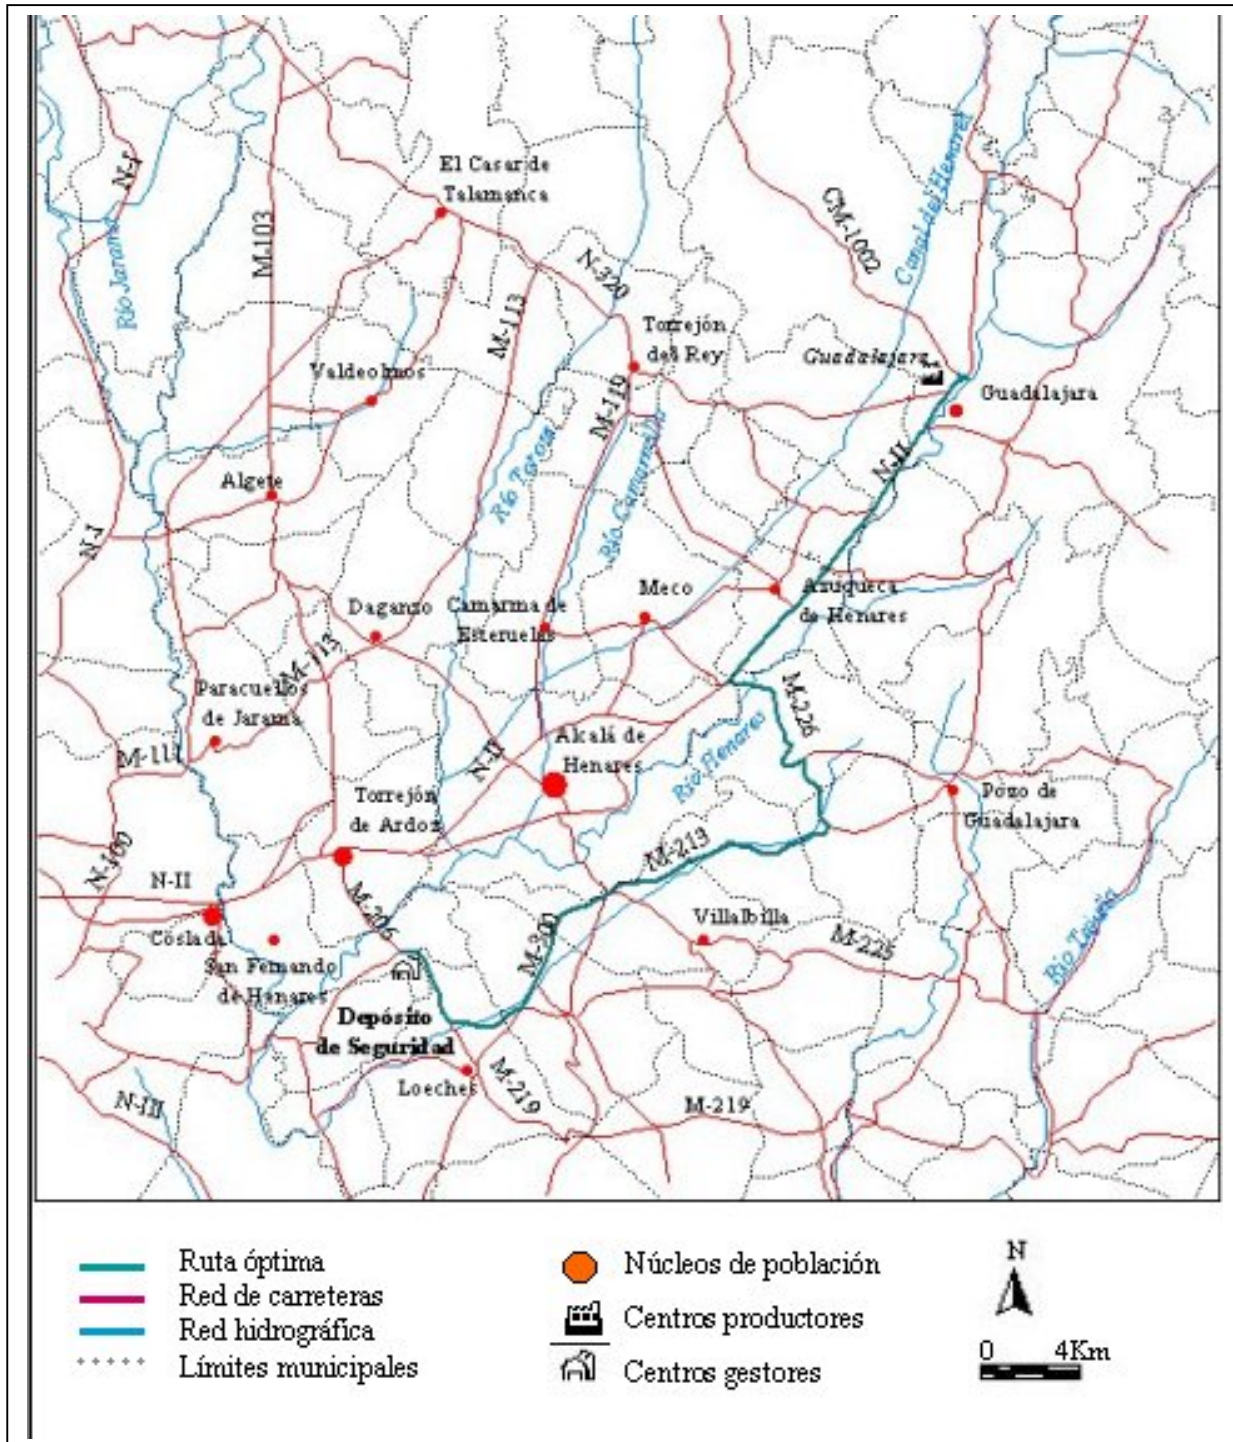 El Casar de
Talamanca
N-I
M-103
Río Jarama
CM-1002
Canal del Henares
N-320
M-113
Torrejón
del Rey
Guadalajara
Valdeolmos
Guadalajara
M-119
Río Torote
Río Camarmilla
N-II
Algete
N-I
Meco
Azuqueca
de Henares
Daganzo
Camarma de
Esteruelas
M-113
Paracuellos
de Jarama
M-226
M-111
N-II
Alcalá de
Henares
Río Henares
Torrejón
de Ardoz
Pozo de
Guadalajara
N-100
M-213
N-II
M-206
Villalbilla
M-300
M-225
Coslada
San Fernando
de Henares
Río Tajuña
Depósito
de Seguridad
Loeches
M-219
M-219
N-III
Ruta óptima
Red de carreteras
Red hidrográfica
Límites municipales
Núcleos de población
Centros productores
Centros gestores
N
0 4Km